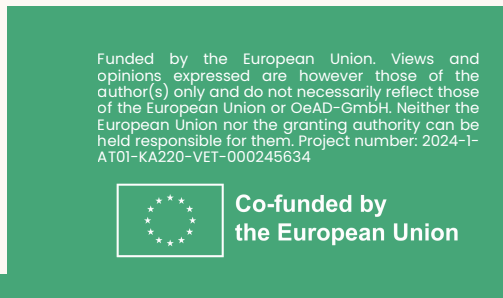 Funded by the European Union. Views and
opinions expressed are however those of the
author(s) only and do not necessarily reflect those
of the European Union or OeAD-GmbH. Neither the
European Union nor the granting authority can be
held responsible for them. Project number: 2024-1-
AT01-KA220-VET-000245634
Co-funded by
the European Union